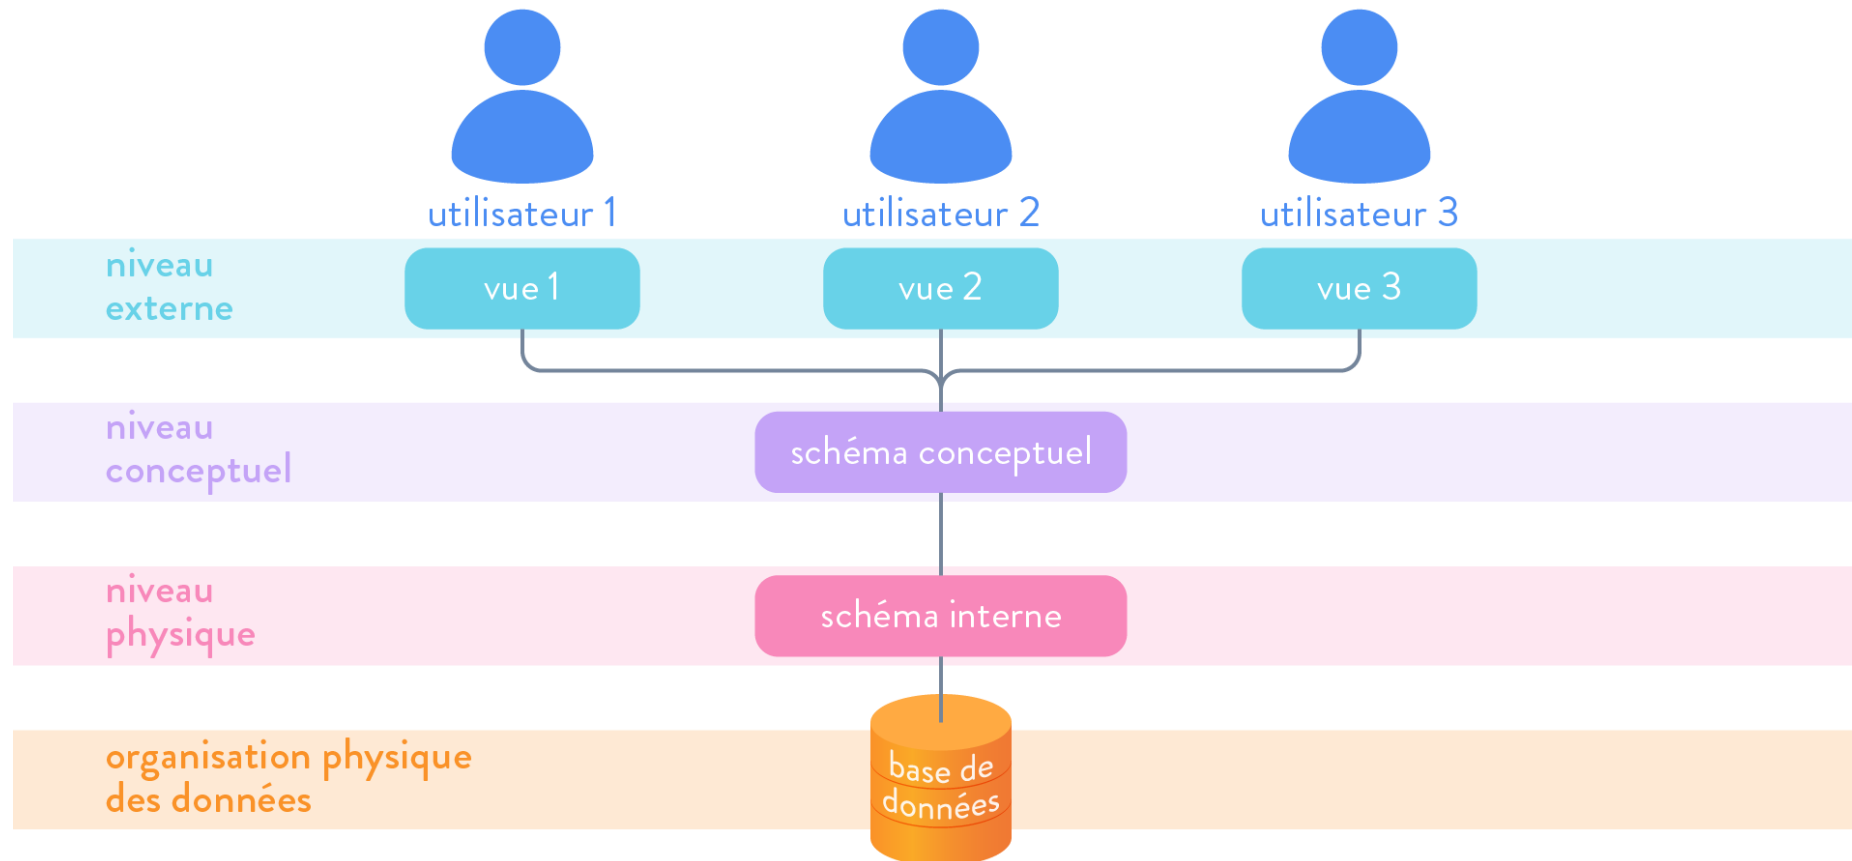 utilisateur 1
utilisateur 2
utilisateur 3
niveau
externe
vue 1
vue 2
vue 3
niveau
conceptuel
schéma conceptuel
niveau
physique
schéma interne
organisation physique
des données
base de
données